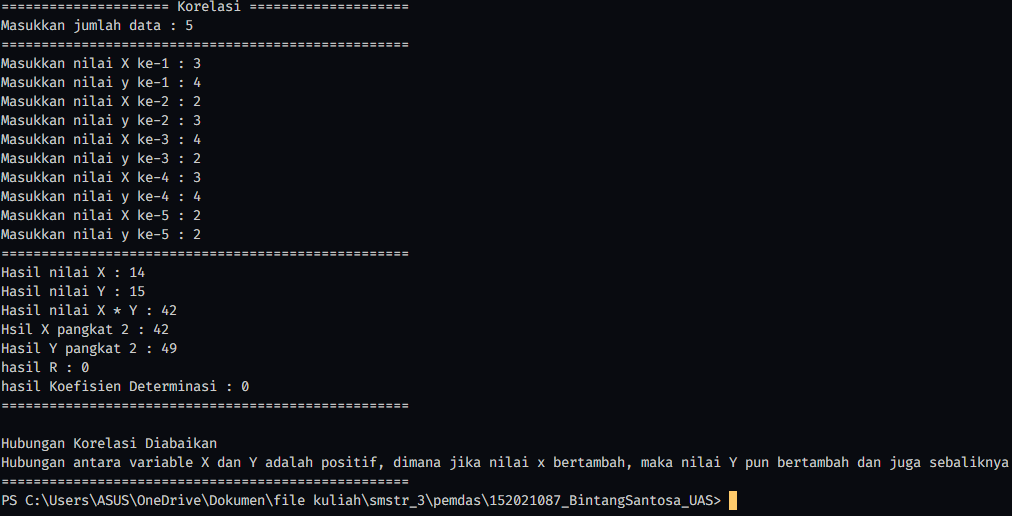 ===================== Korelasi ====================
Masukkan jumlah data : 5
===================================================
Masukkan nilai X ke-1 : 3
Masukkan nilai y ke-1 : 4
Masukkan nilai X ke-2 : 2
Masukkan nilai y ke-2 : 3
Masukkan nilai X ke-3 : 4
Masukkan nilai y ke-3 : 2
Masukkan nilai X ke-4 : 3
Masukkan nilai y ke-4 : 4
Masukkan nilai X ke-5 : 2
Masukkan nilai y ke-5 : 2
===================================================
Hasil nilai X : 14
Hasil nilai Y : 15
Hasil nilai X * Y : 42
Hsil X pangkat 2 : 42
Hasil Y pangkat 2 : 49
hasil R : 0
hasil Koefisien Determinasi : 0
===================================================
Hubungan Korelasi Diabaikan
Hubungan antara variable X dan Y adalah positif, dimana jika nilai x bertambah, maka nilai Y pun bertambah dan juga sebaliknya
===================================================
PS C:\Users\ASUS\OneDrive\Dokumen\file kuliah\smstr_3\pemdas\152021087_BintangSantosa_UAS>